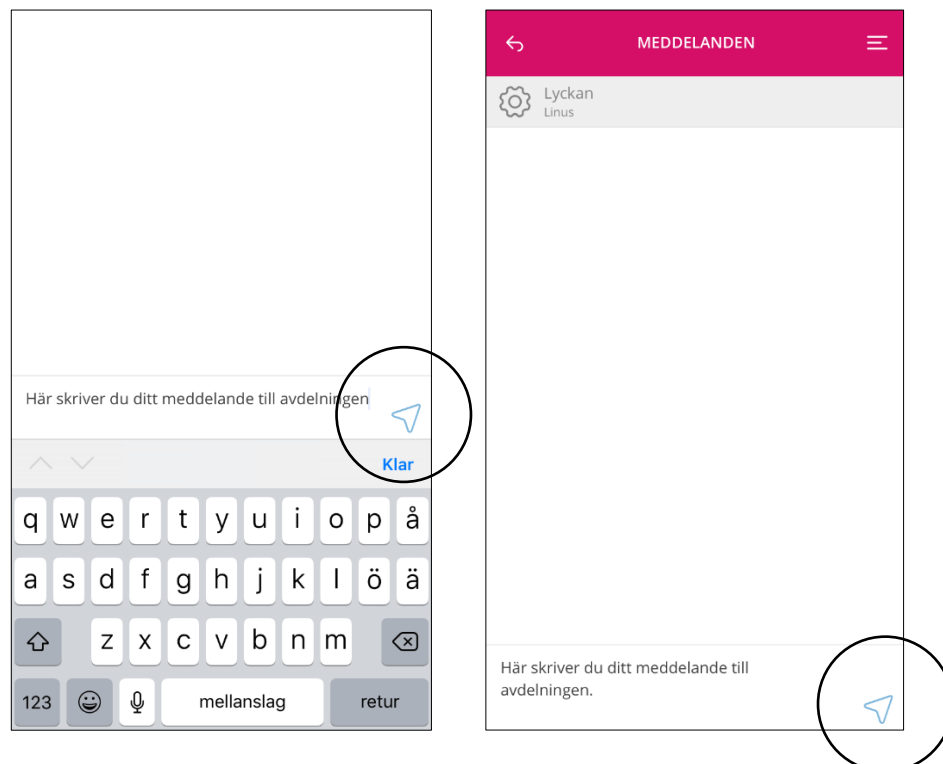 Här skriver du ditt meddelande till avdelningen
Klar
q w e r t y u i o p å
a s d f g h j k l ö ä
z x c v b n m
123 mellanslag retur
MEDDELANDEN
Lyckan
Linus
Här skriver du ditt meddelande till
avdelningen.